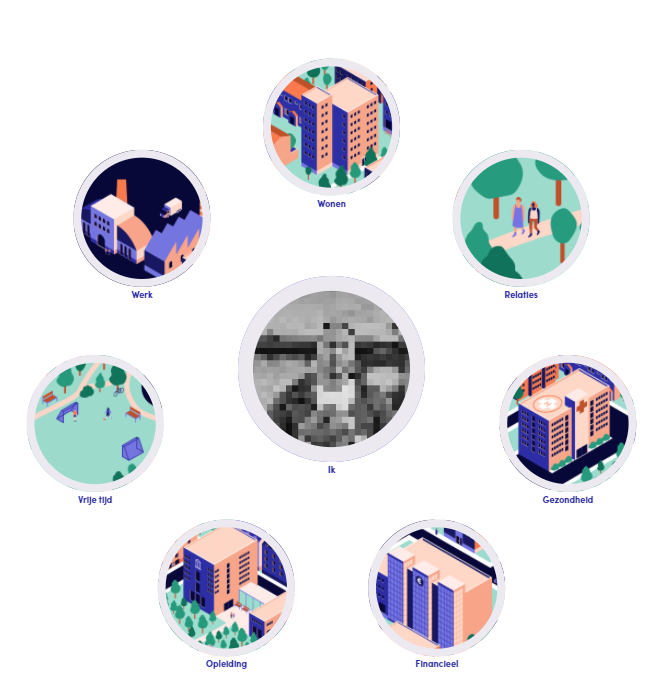 Wonen
Werk
Relaties
Ik
Vrije tijd
Gezondheid
Opleiding
Financieel